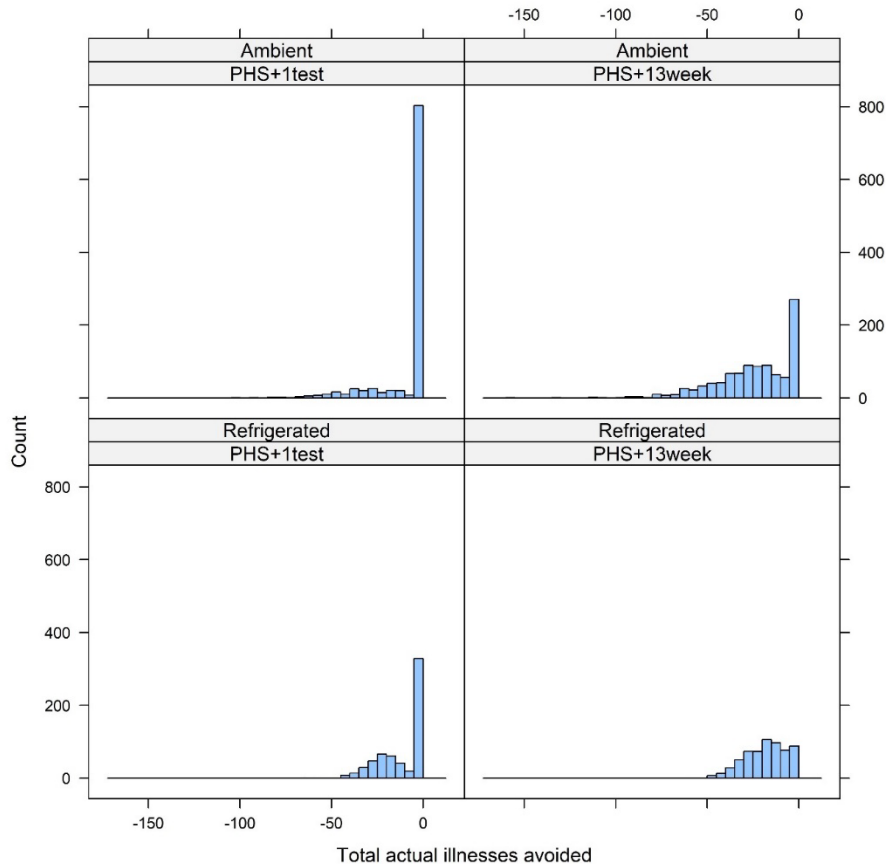 -150 -100 -50 0
Ambient Ambient
PHS+1test PHS+13week
800
600
400
200
0
Count
Refrigerated Refrigerated
PHS+1test PHS+13week
800
600
400
200
0
-150 -100 -50 0
Total actual illnesses avoided